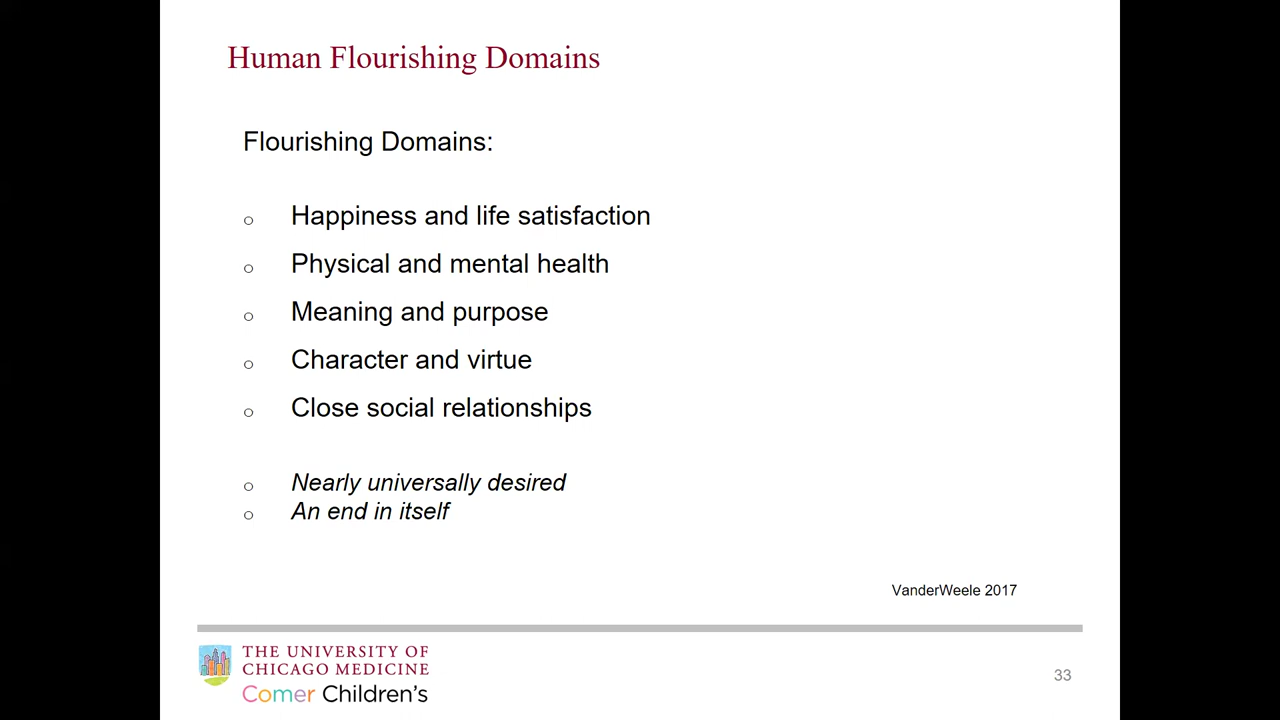 Human Flourishing Domains
Flourishing Domains:
o Happiness and life satisfaction
o Physical and mental health
o Meaning and purpose
o Character and virtue
o Close social relationships
o Nearly universally desired
o An end in itself
VanderWeele 2017
THE UNIVERSITY OF
CHICAGO MEDICINE
Comer Children's
33